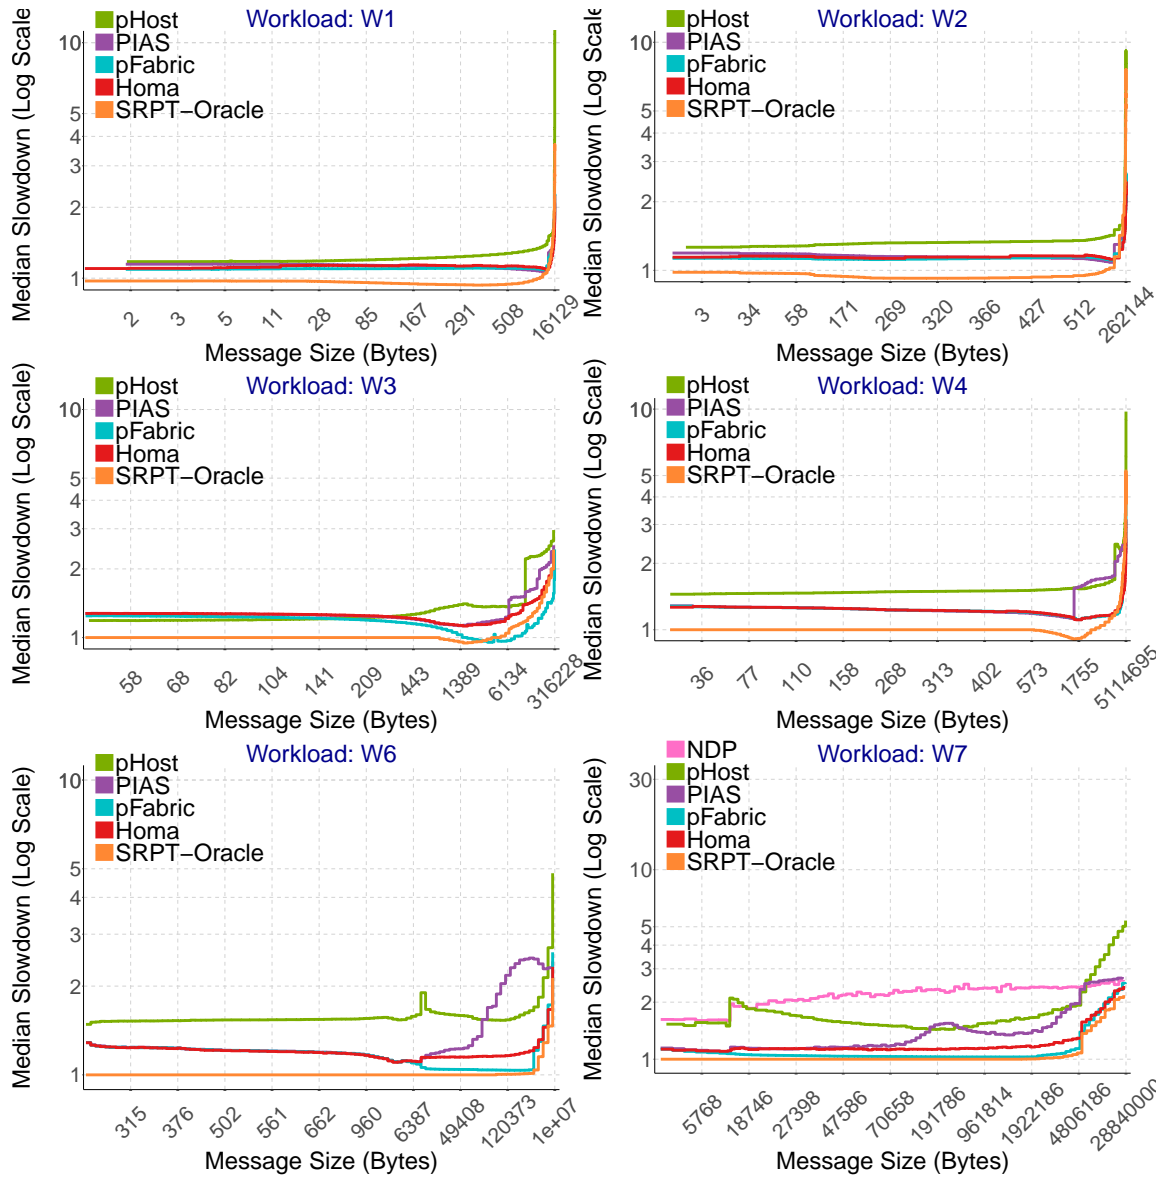 Workload: W1
pHost
PIAS
pFabric
Homa
SRPT−Oracle
Median Slowdown (Log Scale
10
5
4
3
2
1
2 3 5 11 28 85 167 291 508 16129
Message Size (Bytes)
Workload: W2
pHost
PIAS
pFabric
Homa
SRPT−Oracle
Median Slowdown (Log Scale
10
5
4
3
2
1
3 34 58 171 269 320 366 427 512 262144
Message Size (Bytes)
Workload: W3
pHost
PIAS
pFabric
Homa
SRPT−Oracle
Median Slowdown (Log Scale)
10
5
4
3
2
1
58 68 82 104 141 209 443 1389 6134 316228
Message Size (Bytes)
Workload: W4
pHost
PIAS
pFabric
Homa
SRPT−Oracle
Median Slowdown (Log Scale)
10
5
4
3
2
1
36 77 110 158 268 313 402 573 1755 5114695
Message Size (Bytes)
Workload: W6
pHost
PIAS
pFabric
Homa
SRPT−Oracle
Median Slowdown (Log Scale)
10
5
4
3
2
1
315 376 502 561 662 960 6387 49408 120373 1e+07
Message Size (Bytes)
Workload: W7
NDP
pHost
PIAS
pFabric
Homa
SRPT−Oracle
Median Slowdown (Log Scale)
30
10
5
4
3
2
1
5768 18746 27398 47586 70658 191786 961814 1922186 4806186 28840000
Message Size (Bytes)